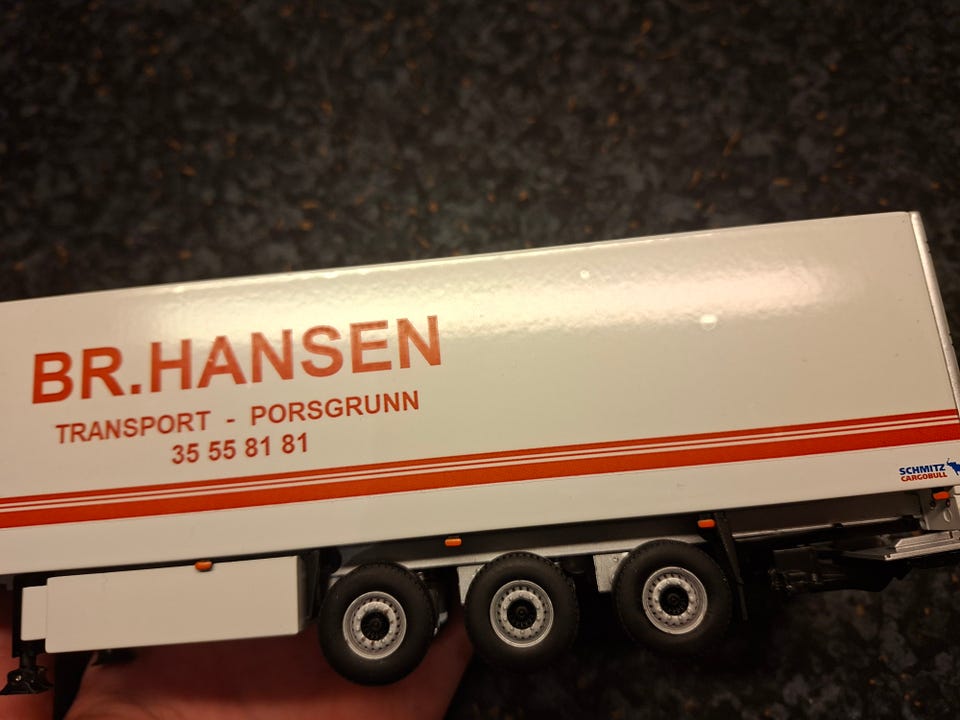 BR.HANSEN
TRANSPORT - PORSGRUNN
35 55 81 81
SCHMITZ
CARGOBULL